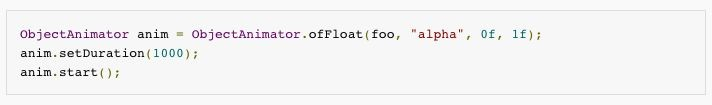 ObjectAnimator anim = ObjectAnimator.ofFloat(foo, "alpha", 0f, 1f);
anim.setDuration(1000);
anim.start();